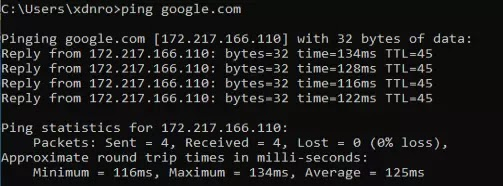 C:\Users\xdnro>ping google.com
Pinging google.com [172.217.166.110] with 32 bytes of data:
Reply from 172.217.166.110: bytes=32 time=134ms TTL=45
Reply from 172.217.166.110: bytes=32 time=128ms TTL=45
Reply from 172.217.166.110: bytes=32 time=116ms TTL=45
Reply from 172.217.166.110: bytes=32 time=122ms TTL=45
Ping statistics for 172.217.166.110:
    Packets: Sent = 4, Received = 4, Lost = 0 (0% loss),
Approximate round trip times in milli-seconds:
    Minimum = 116ms, Maximum = 134ms, Average = 125ms